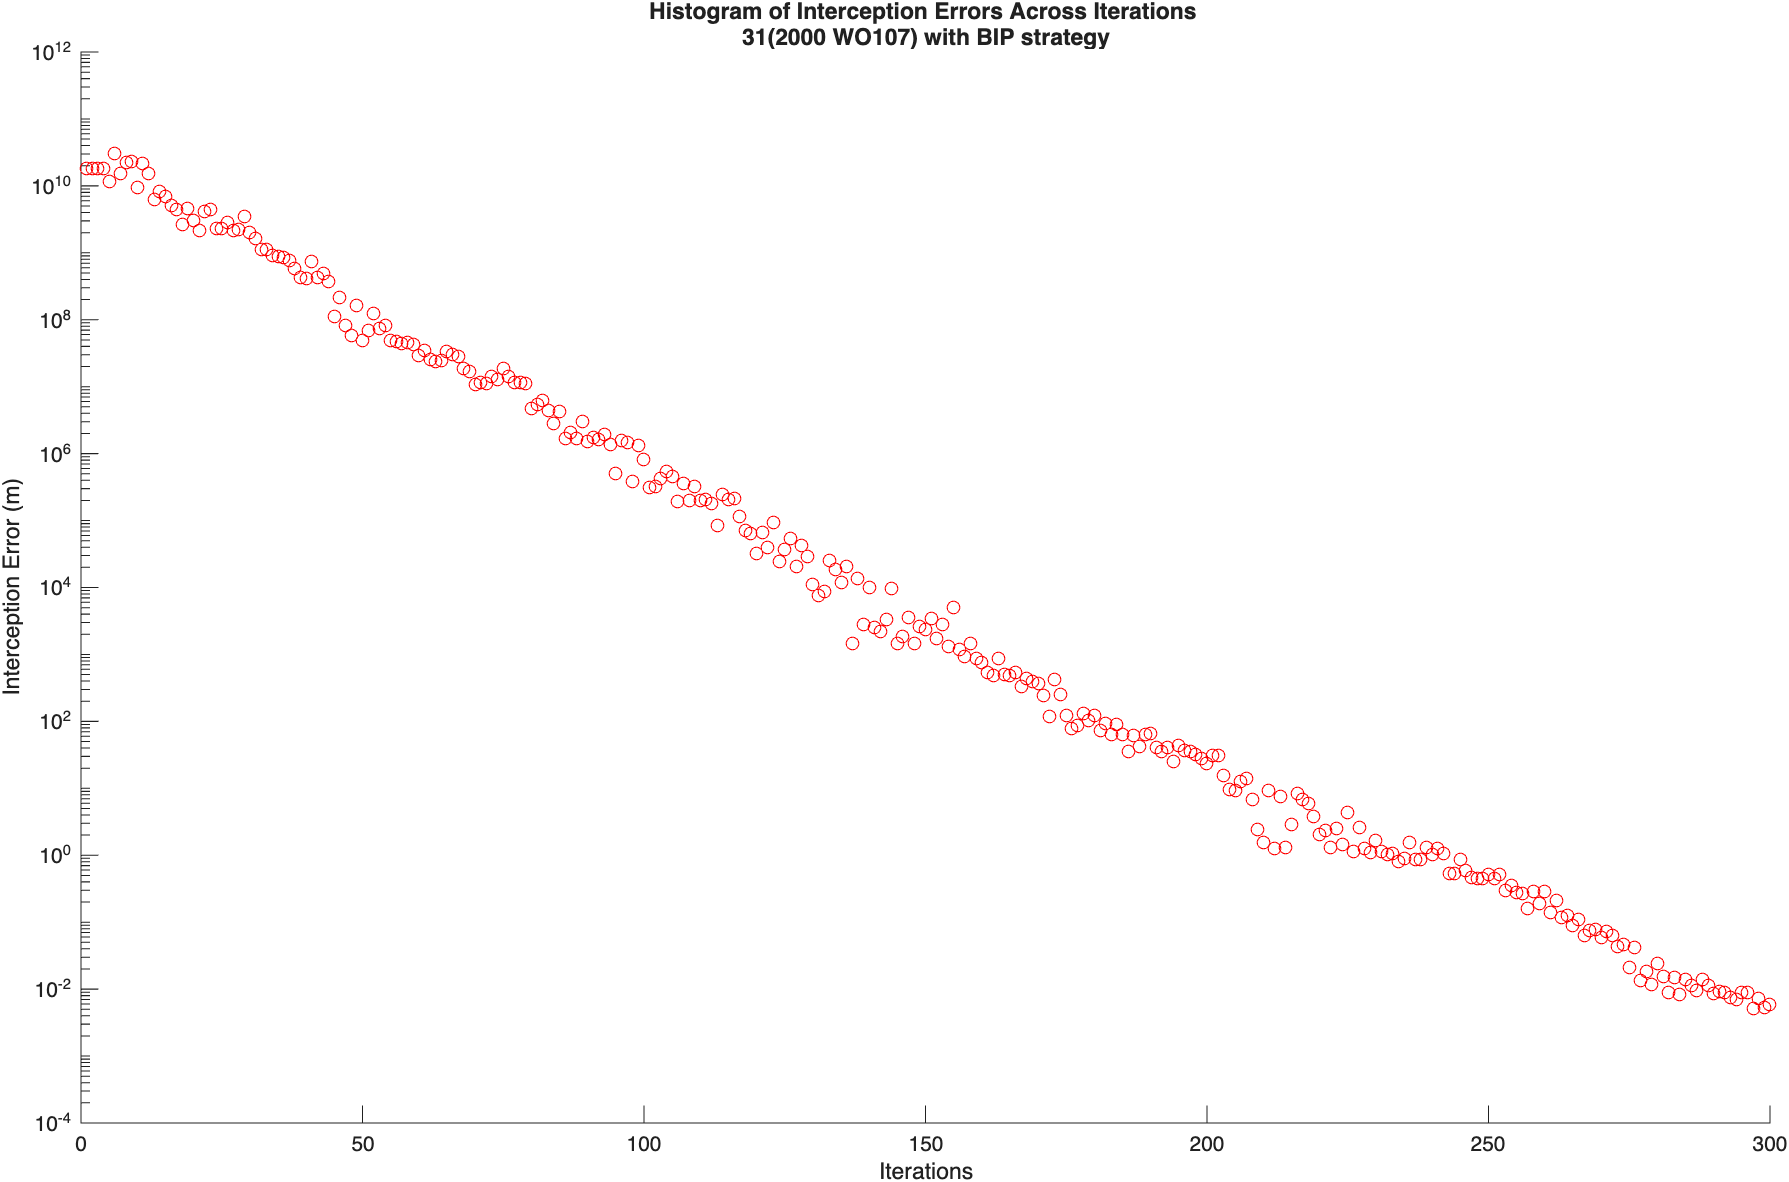 Histogram of Interception Errors Across Iterations
31(2000 WO107) with BIP strategy
Interception Error (m)
10^12
10^10
10^8
10^6
10^4
10^2
10^0
10^-2
10^-4
0 50 100 150 200 250 300
Iterations